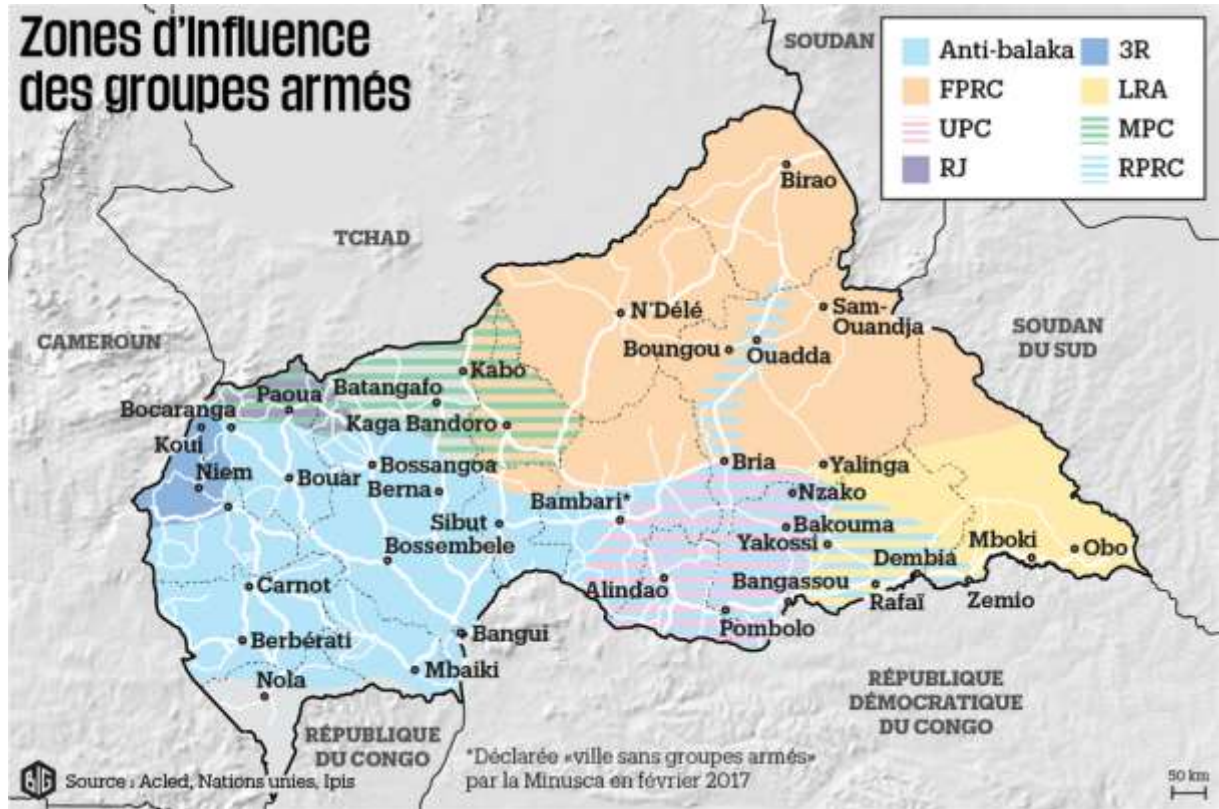 Zones d'influence
des groupes armés
SOUDAN
Anti-balaka
3R
FPRC
LRA
UPC
MPC
RJ
RPRC
Birao
TCHAD
N'Délé
Sam-
Ouandja
SOUDAN
DU SUD
CAMEROUN
Boungou
Ouadda
Kabo
Paoua
Batangafo
Bocaranga
Kaga Bandoro
Koui
Niem
Bouar
Bossangoa
Bria
Yalinga
Berna
Bambari*
Nzako
Sibut
Bakouma
Yakossi
Mboki
Obo
Bossembele
Dembia
Carnot
Alindao
Bangassou
Rafaï
Zemio
Pombolo
Berbérati
Bangui
Mbaiki
Nola
RÉPUBLIQUE
DÉMOCRATIQUE
DU CONGO
RÉPUBLIQUE
DU CONGO
*Déclarée «ville sans groupes armés»
par la Minusca en février 2017
BIG
Source : Acled, Nations unies, Ipis
50 km